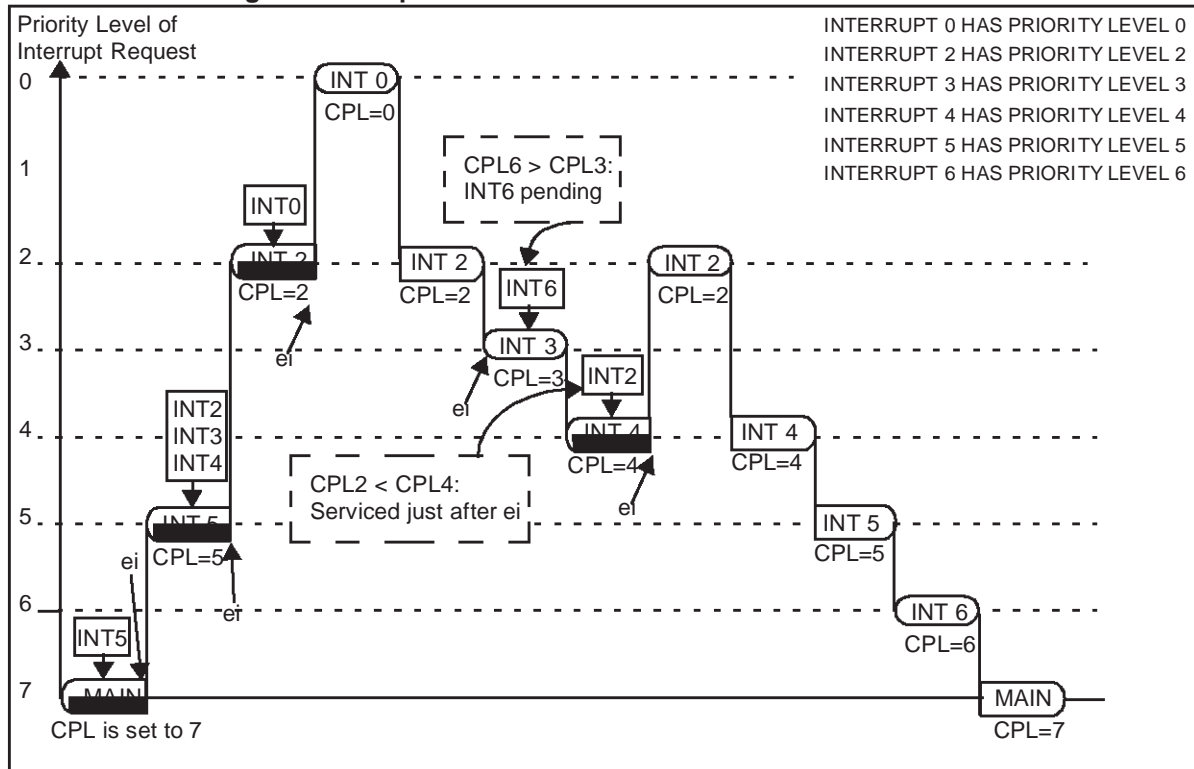 Priority Level of
Interrupt Request
INTERRUPT 0 HAS PRIORITY LEVEL 0
INTERRUPT 2 HAS PRIORITY LEVEL 2
INTERRUPT 3 HAS PRIORITY LEVEL 3
INTERRUPT 4 HAS PRIORITY LEVEL 4
INTERRUPT 5 HAS PRIORITY LEVEL 5
INTERRUPT 6 HAS PRIORITY LEVEL 6
0
INT 0
CPL=0
1
CPL6 > CPL3:
INT6 pending
INT0
2
INT 2
CPL=2
ei
INT 2
CPL=2
INT6
INT 2
CPL=2
3
INT 3
CPL=3
ei
INT2
INT2
INT3
INT4
4
INT 4
CPL=4
ei
INT 4
CPL=4
CPL2 < CPL4:
Serviced just after ei
5
INT 5
CPL=5
ei
ei
INT 5
CPL=5
6
INT 6
CPL=6
INT5
7
MAIN
CPL is set to 7
MAIN
CPL=7